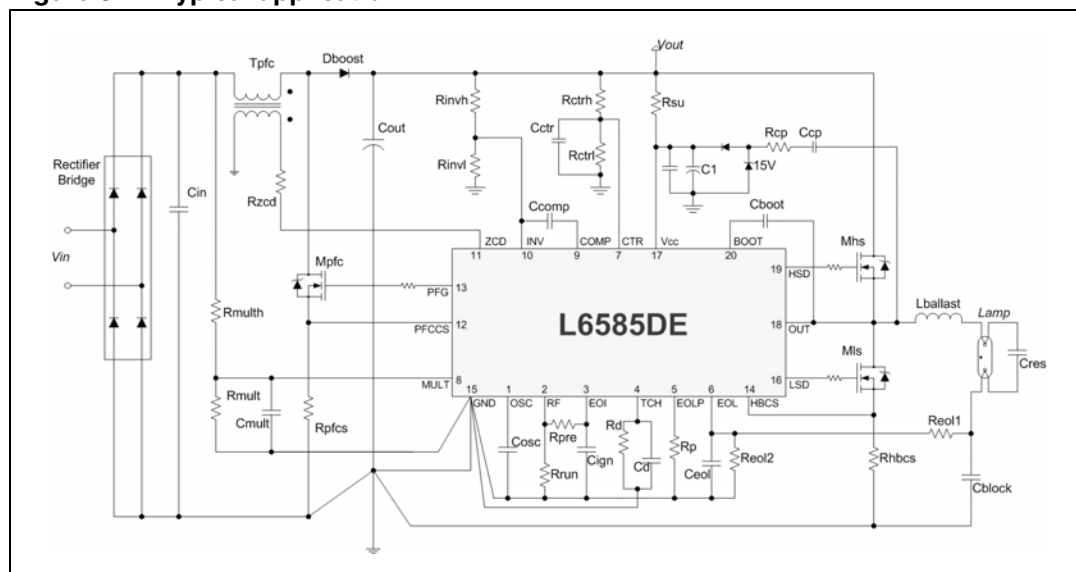 Vout
Tpfc
Dboost
Rinvh
Rctrh
Rsu
Cctr
Rcp
Ccp
Cout
Rectifier
Bridge
Rinvl
Rctrl
C1
15V
Cin
Rzcd
Ccomp
Cboot
Vin
ZCD
INV
COMP
CTR
Vcc
BOOT
11
10
9
7
17
20
Mhs
Mpfc
19
HSD
13
PFG
Lballast
Lamp
Rmulth
12
PFCCS
L6585DE
18
OUT
Mls
Cres
8
MULT
16
LSD
15
1
2
3
4
5
6
14
GND
OSC
RF
EOI
TCH
EOLP
EOL
HBCS
Rmult
Cmult
Rpfcs
Cosc
Rpre
Rd
Rp
Reol1
Cign
Cd
Ceol
Reol2
Rhbcs
Rrun
Cblock